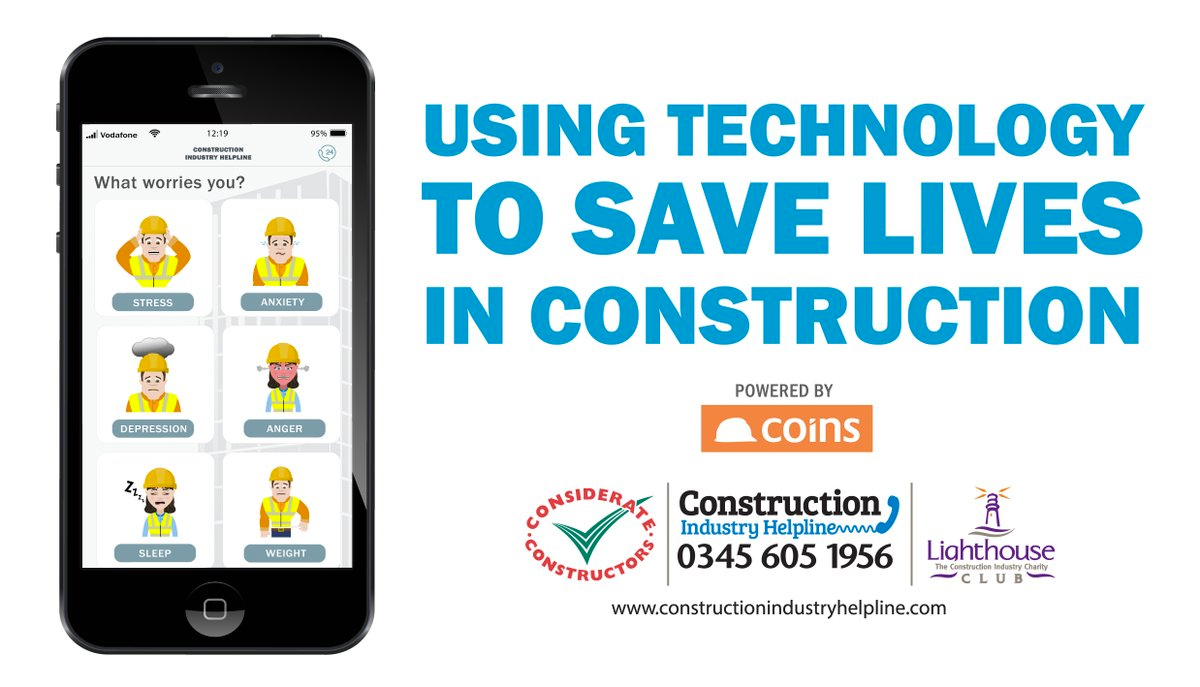 Vodafone 12:19 95%
CONSTRUCTION
INDUSTRY HELPLINE
24
What worries you?
STRESS ANXIETY
DEPRESSION ANGER
Zzzz
SLEEP WEIGHT
USING TECHNOLOGY
TO SAVE LIVES
IN CONSTRUCTION
POWERED BY
coins
CONSIDERATE
CONSTRUCTORS
Construction
Industry Helpline
0345 605 1956
Lighthouse
The Construction Industry Charity
CLUB
www.constructionindustryhelpline.com